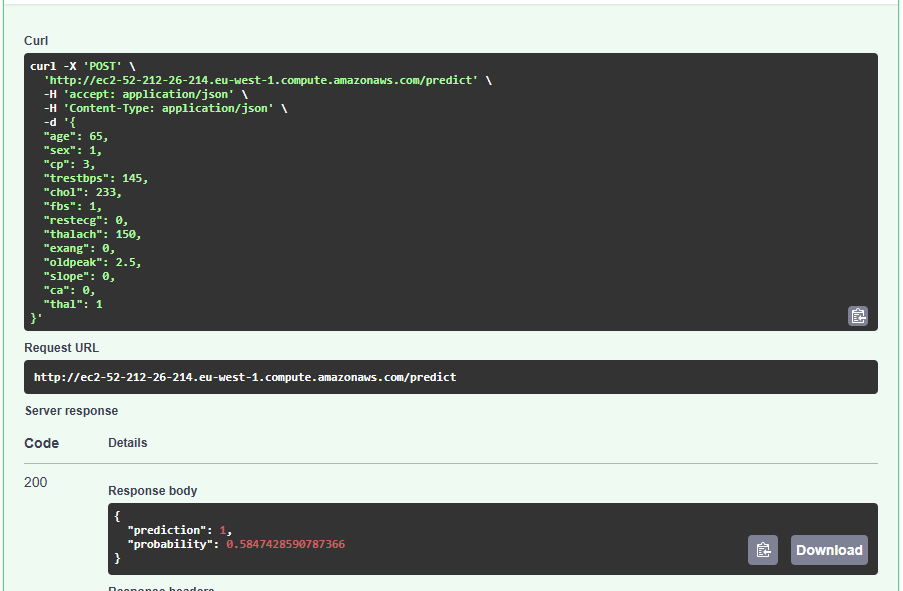 Curl
curl -X 'POST' \
  'http://ec2-52-212-26-214.eu-west-1.compute.amazonaws.com/predict' \
  -H 'accept: application/json' \
  -H 'Content-Type: application/json' \
  -d '{
  "age": 65,
  "sex": 1,
  "cp": 3,
  "trestbps": 145,
  "chol": 233,
  "fbs": 1,
  "restecg": 0,
  "thalach": 150,
  "exang": 0,
  "oldpeak": 2.5,
  "slope": 0,
  "ca": 0,
  "thal": 1
}'
Request URL
http://ec2-52-212-26-214.eu-west-1.compute.amazonaws.com/predict
Server response
Code Details
200
Response body
{
  "prediction": 1,
  "probability": 0.5847428590787366
}
Download
Response headers